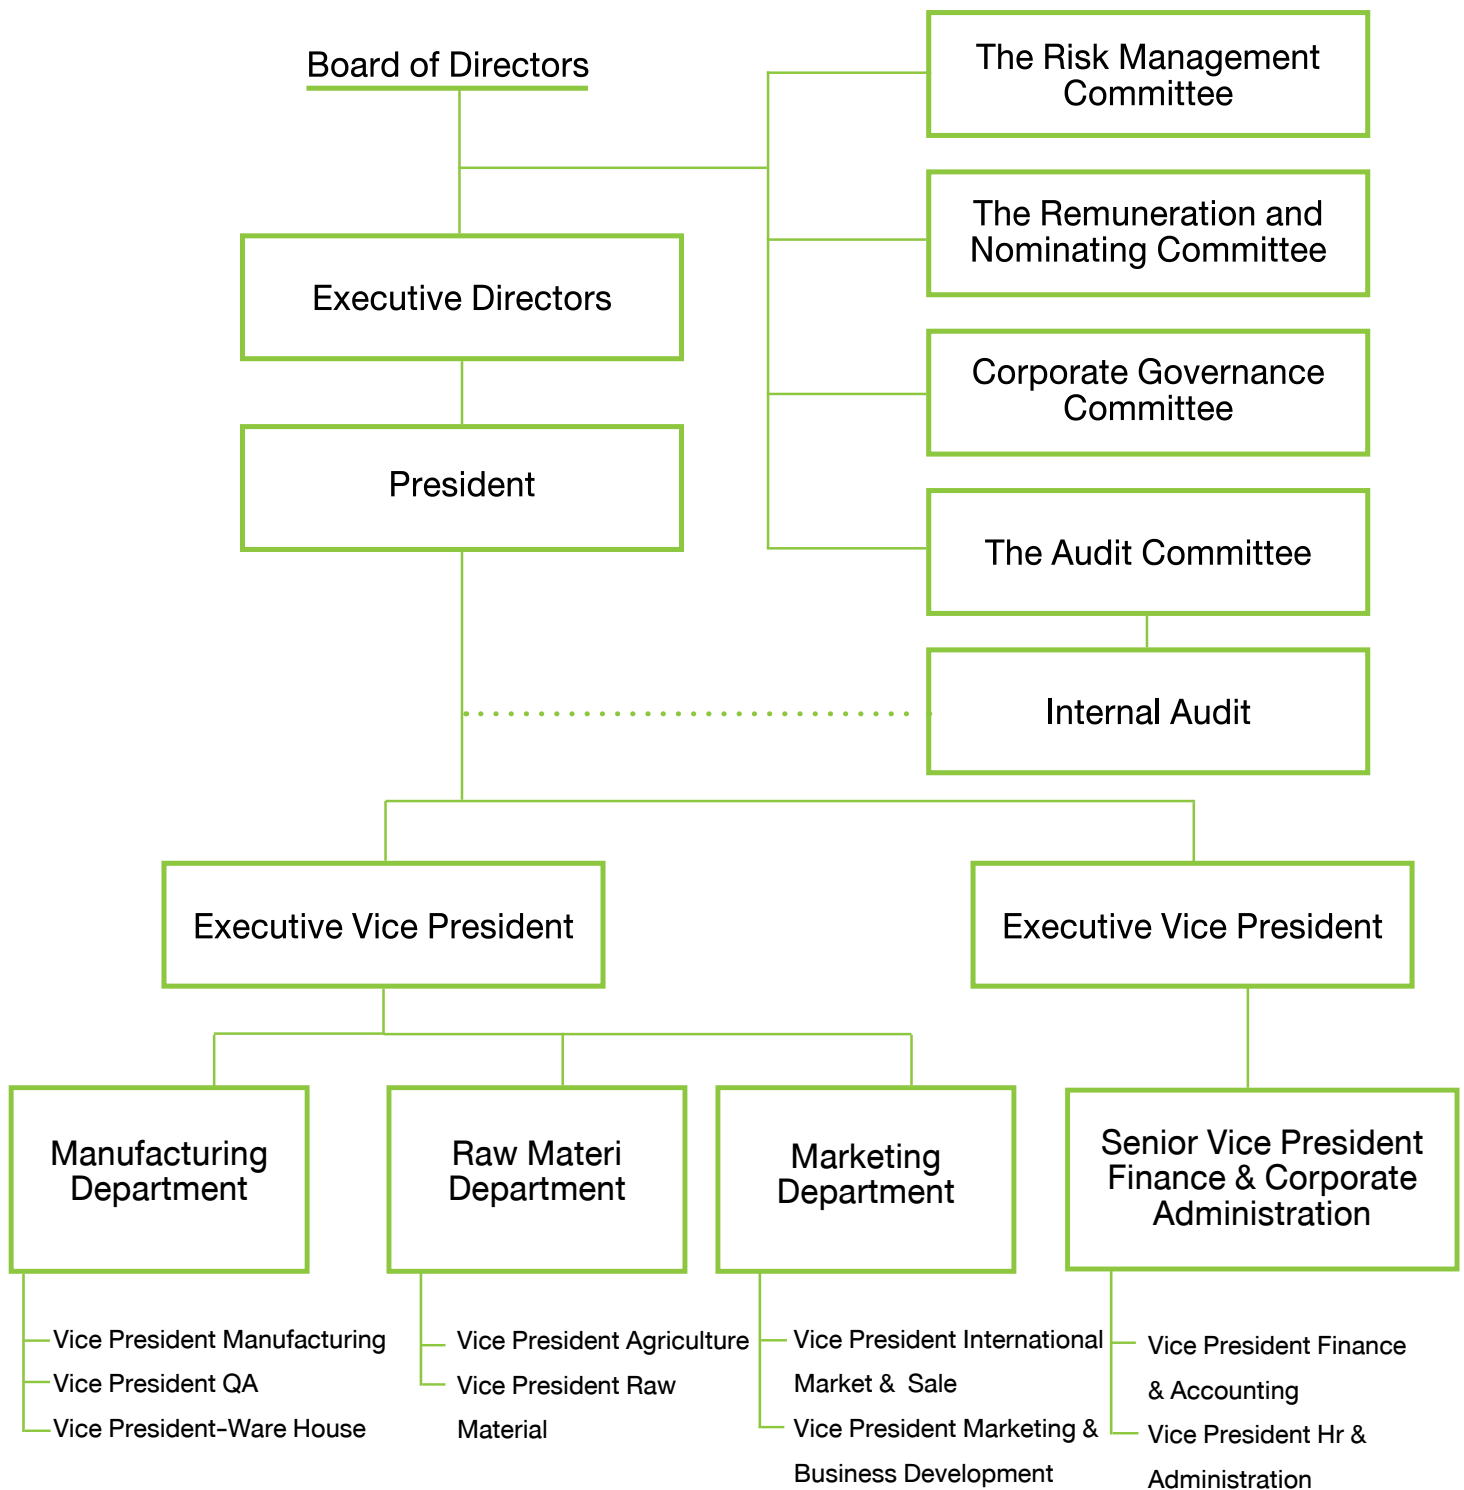 Board of Directors
The Risk Management
Committee
The Remuneration and
Nominating Committee
Executive Directors
Corporate Governance
Committee
President
The Audit Committee
Internal Audit
Executive Vice President
Executive Vice President
Manufacturing
Department
Raw Materi
Department
Marketing
Department
Senior Vice President
Finance & Corporate
Administration
Vice President Manufacturing
Vice President QA
Vice President-Ware House
Vice President Agriculture
Vice President Raw
Material
Vice President International
Market & Sale
Vice President Marketing &
Business Development
Vice President Finance
& Accounting
Vice President Hr &
Administration